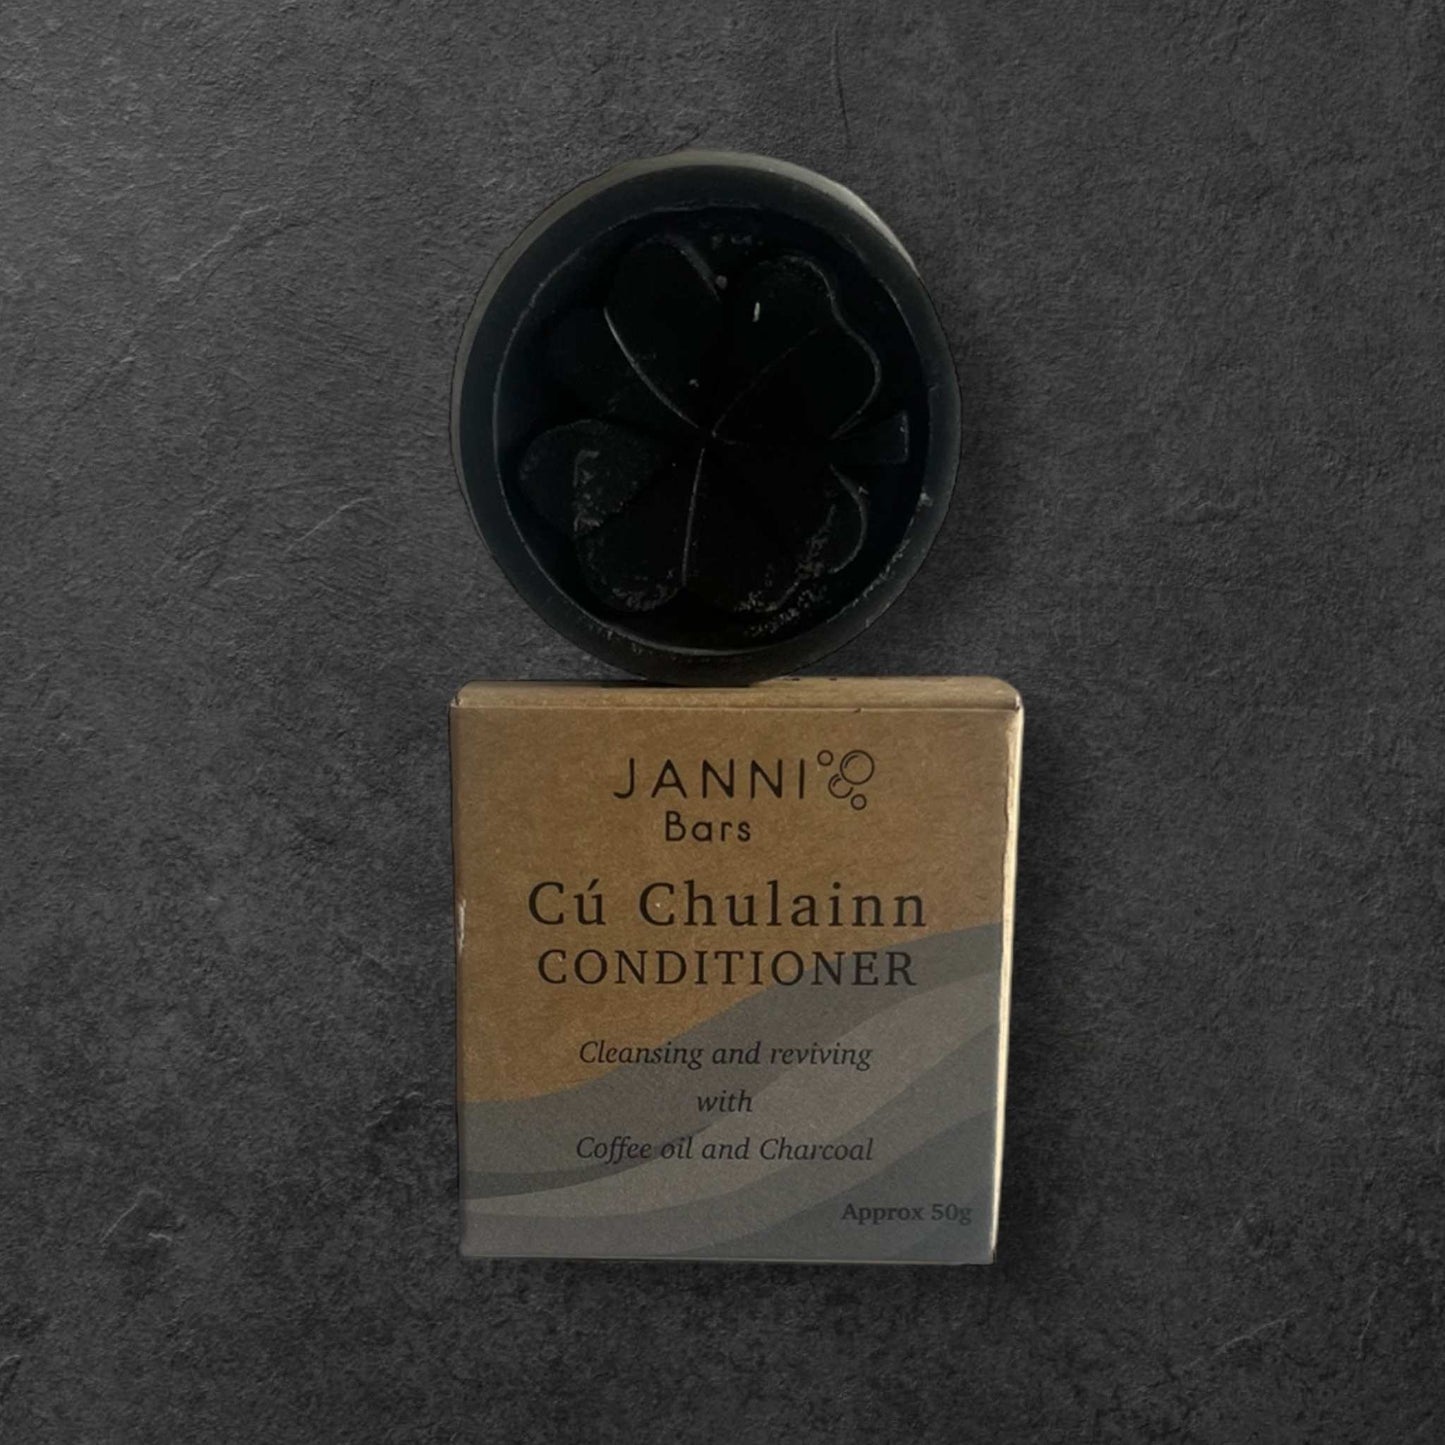 JANNI
Bars
Cú Chulainn
CONDITIONER
Cleansing and reviving
with
Coffee oil and Charcoal
Approx 50g